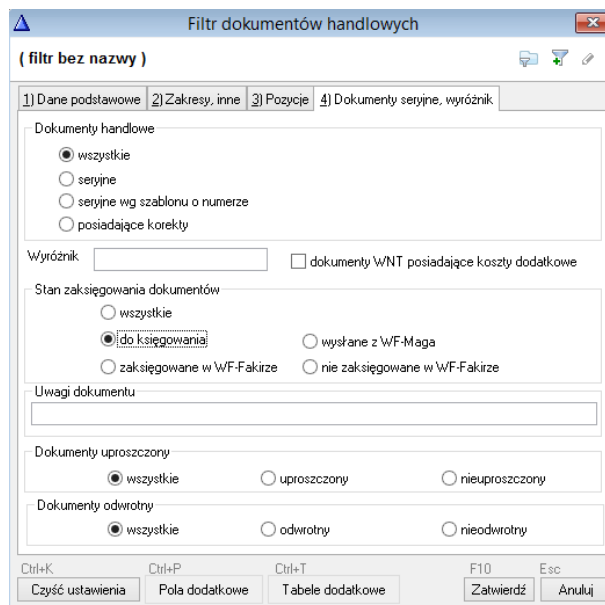 Filtr dokumentów handlowych
( filtr bez nazwy )
1) Dane podstawowe 2) Zakresy, inne 3) Pozycje 4) Dokumenty seryjne, wyróżnik
Dokumenty handlowe
wszystkie
seryjne
seryjne wg szablonu o numerze
posiadające korekty
Wyróżnik dokumenty WNT posiadające koszty dodatkowe
Stan zaksięgowania dokumentów
wszystkie
do księgowania wysłane z WF-Maga
zaksięgowane w WF-Fakirze nie zaksięgowane w WF-Fakirze
Uwagi dokumentu
Dokumenty uproszczony
wszystkie uproszczony nieuproszczony
Dokumenty odwrotny
wszystkie odwrotny nieodwrotny
Ctrl+K Ctrl+P Ctrl+T F10 Esc
Czyść ustawienia Pola dodatkowe Tabele dodatkowe Zatwierdź Anuluj